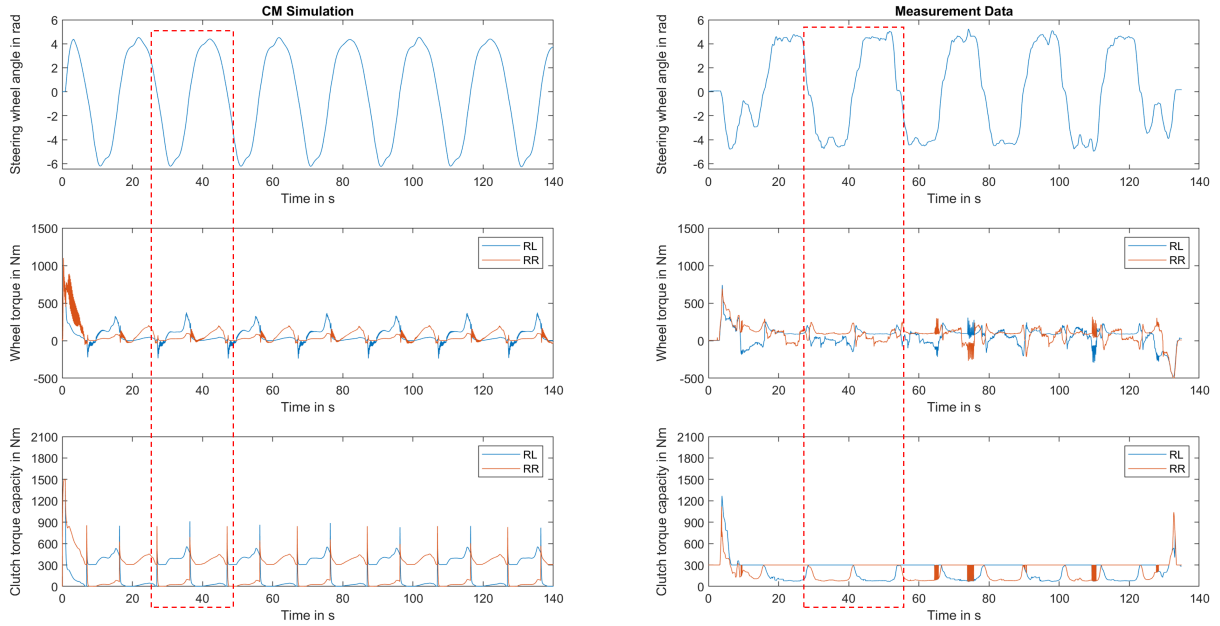 CM Simulation
Steering wheel angle in rad
6
4
2
0
-2
-4
-6
0 20 40 60 80 100 120 140
Time in s
Wheel torque in Nm
1500
1000
500
0
-500
RL
RR
0 20 40 60 80 100 120 140
Time in s
Clutch torque capacity in Nm
2100
1800
1500
1200
900
600
300
0
RL
RR
0 20 40 60 80 100 120 140
Time in s
Measurement Data
Steering wheel angle in rad
6
4
2
0
-2
-4
-6
0 20 40 60 80 100 120 140
Time in s
Wheel torque in Nm
1500
1000
500
0
-500
RL
RR
0 20 40 60 80 100 120 140
Time in s
Clutch torque capacity in Nm
2100
1800
1500
1200
900
600
300
0
RL
RR
0 20 40 60 80 100 120 140
Time in s